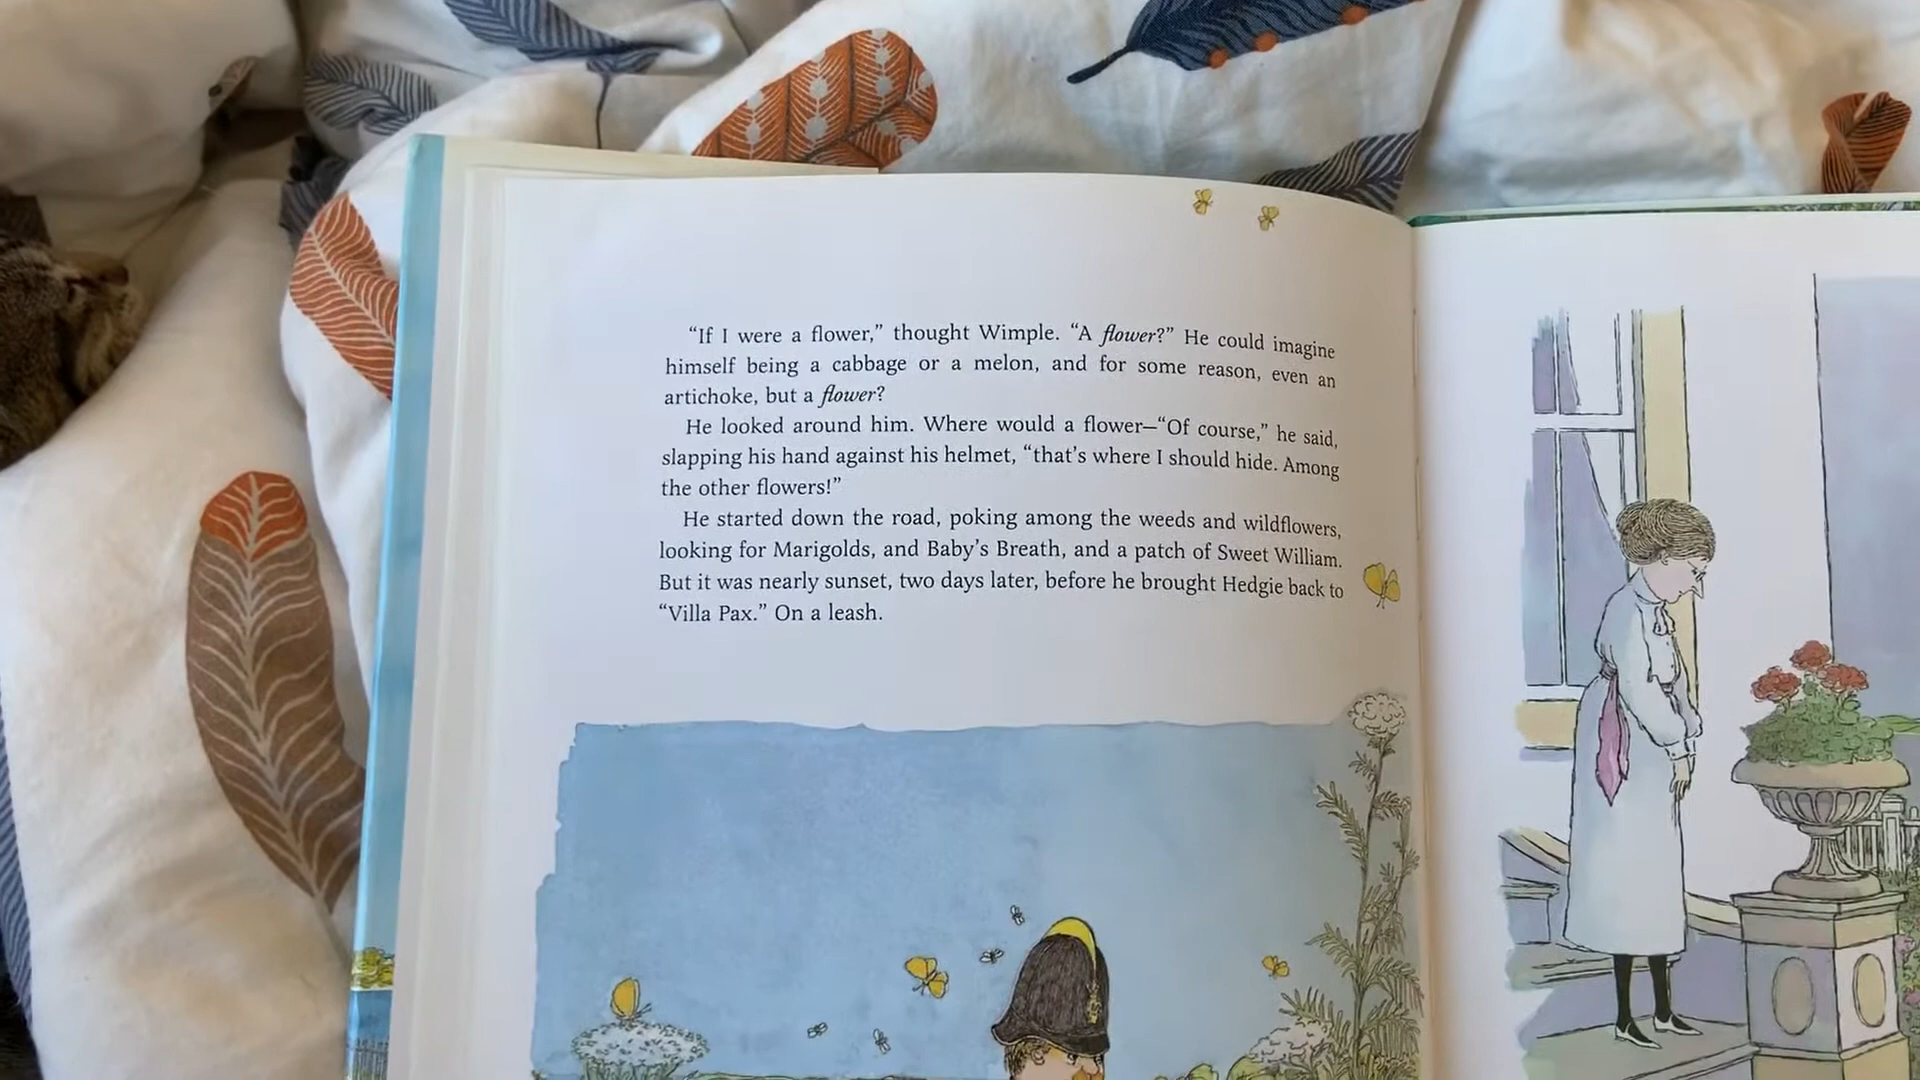 “If I were a flower,” thought Wimple. “A flower?” He could imagine
himself being a cabbage or a melon, and for some reason, even an
artichoke, but a flower?
He looked around him. Where would a flower—“Of course,” he said,
slapping his hand against his helmet, “that’s where I should hide. Among
the other flowers!”
He started down the road, poking among the weeds and wildflowers,
looking for Marigolds, and Baby’s Breath, and a patch of Sweet William.
But it was nearly sunset, two days later, before he brought Hedgie back to
“Villa Pax.” On a leash.